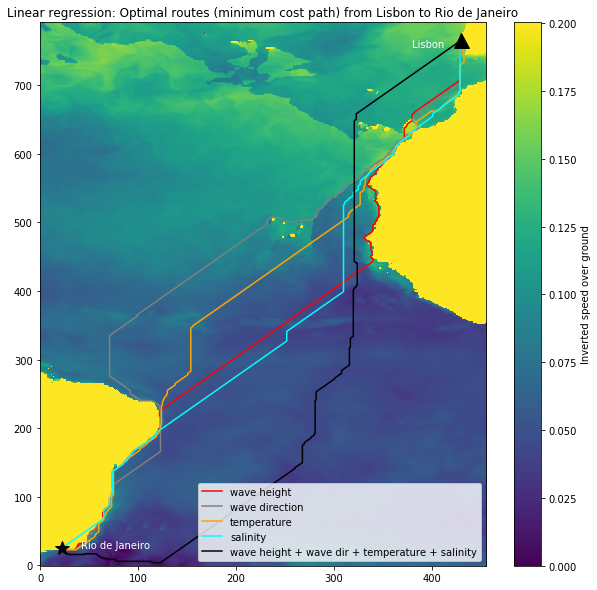 Linear regression: Optimal routes (minimum cost path) from Lisbon to Rio de Janeiro
Lisbon
Rio de Janeiro
700
600
500
400
300
200
100
0
0
100
200
300
400
wave height
wave direction
temperature
salinity
wave height + wave dir + temperature + salinity
0.200
0.175
0.150
0.125
0.100
0.075
0.050
0.025
0.000
Inverted speed over ground